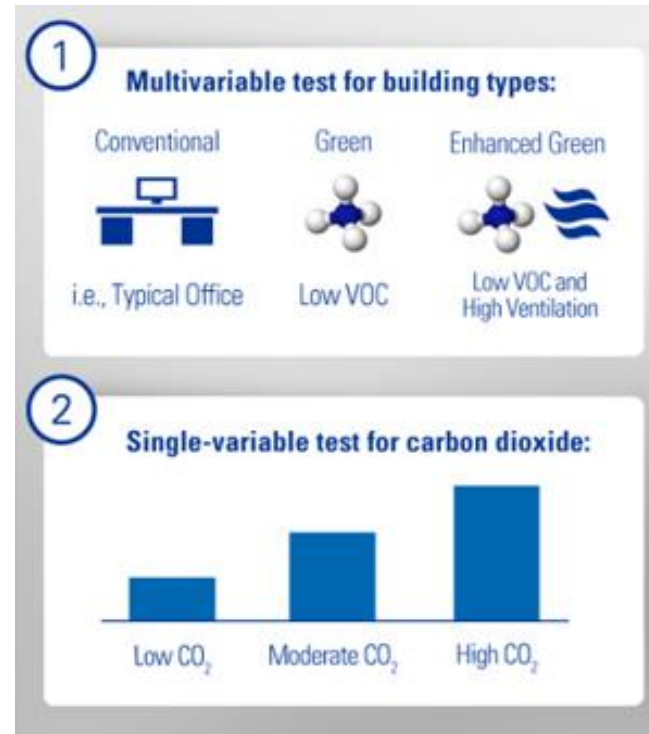 1
Multivariable test for building types:
Conventional
Green
Enhanced Green
i.e., Typical Office
Low VOC
Low VOC and
High Ventilation
2
Single-variable test for carbon dioxide:
Low CO₂
Moderate CO₂
High CO₂